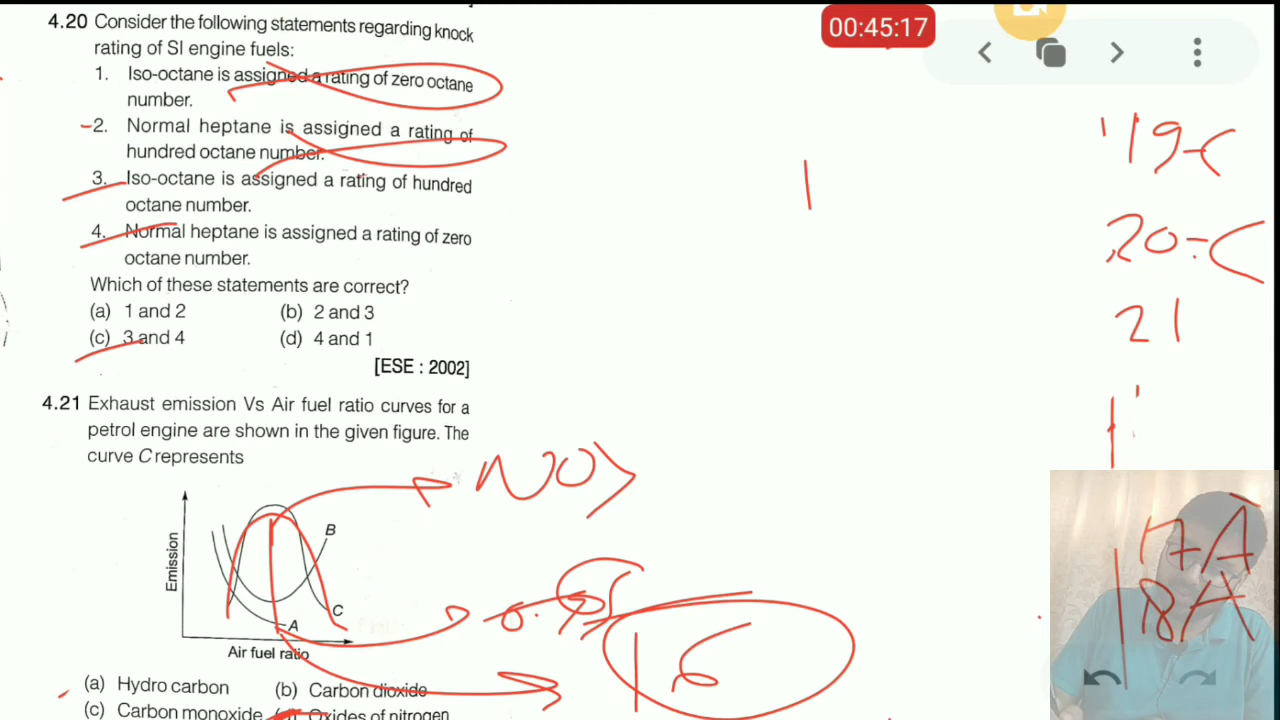 4.20 Consider the following statements regarding knock
rating of SI engine fuels:
1. Iso-octane is assigned a rating of zero octane
number.
2. Normal heptane is assigned a rating of
hundred octane number.
3. Iso-octane is assigned a rating of hundred
octane number.
4. Normal heptane is assigned a rating of zero
octane number.
Which of these statements are correct?
(a) 1 and 2 (b) 2 and 3
(c) 3 and 4 (d) 4 and 1
[ESE : 2002]
4.21 Exhaust emission Vs Air fuel ratio curves for a
petrol engine are shown in the given figure. The
curve C represents
Emission
B
C
A
Air fuel ratio
(a) Hydro carbon (b) Carbon dioxide
(c) Carbon monoxide (d) Oxides of nitrogen
NOx
16
00:45:17
19-C
20-C
21
17A
18A